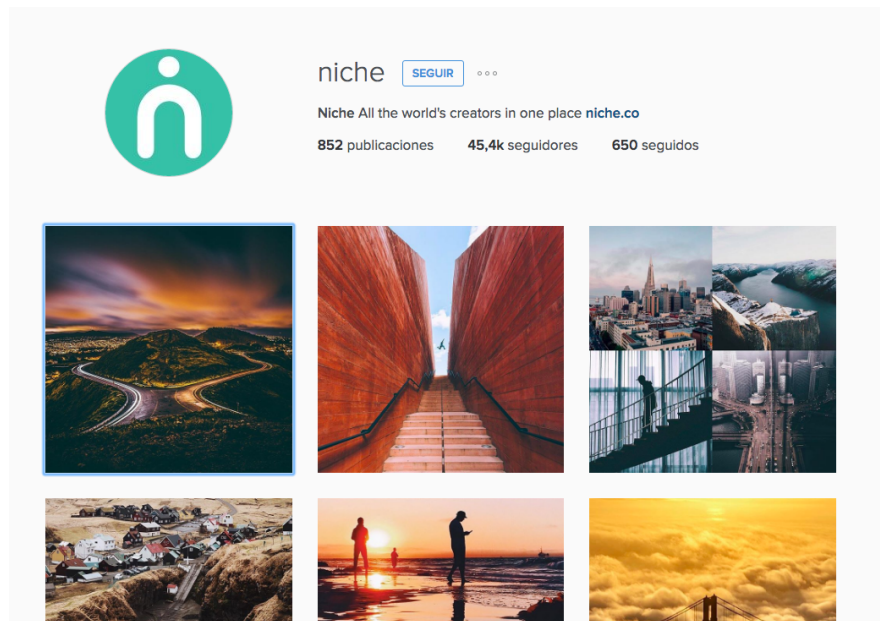 niche SEGUIR
Niche All the world's creators in one place niche.co
852 publicaciones 45,4k seguidores 650 seguidos